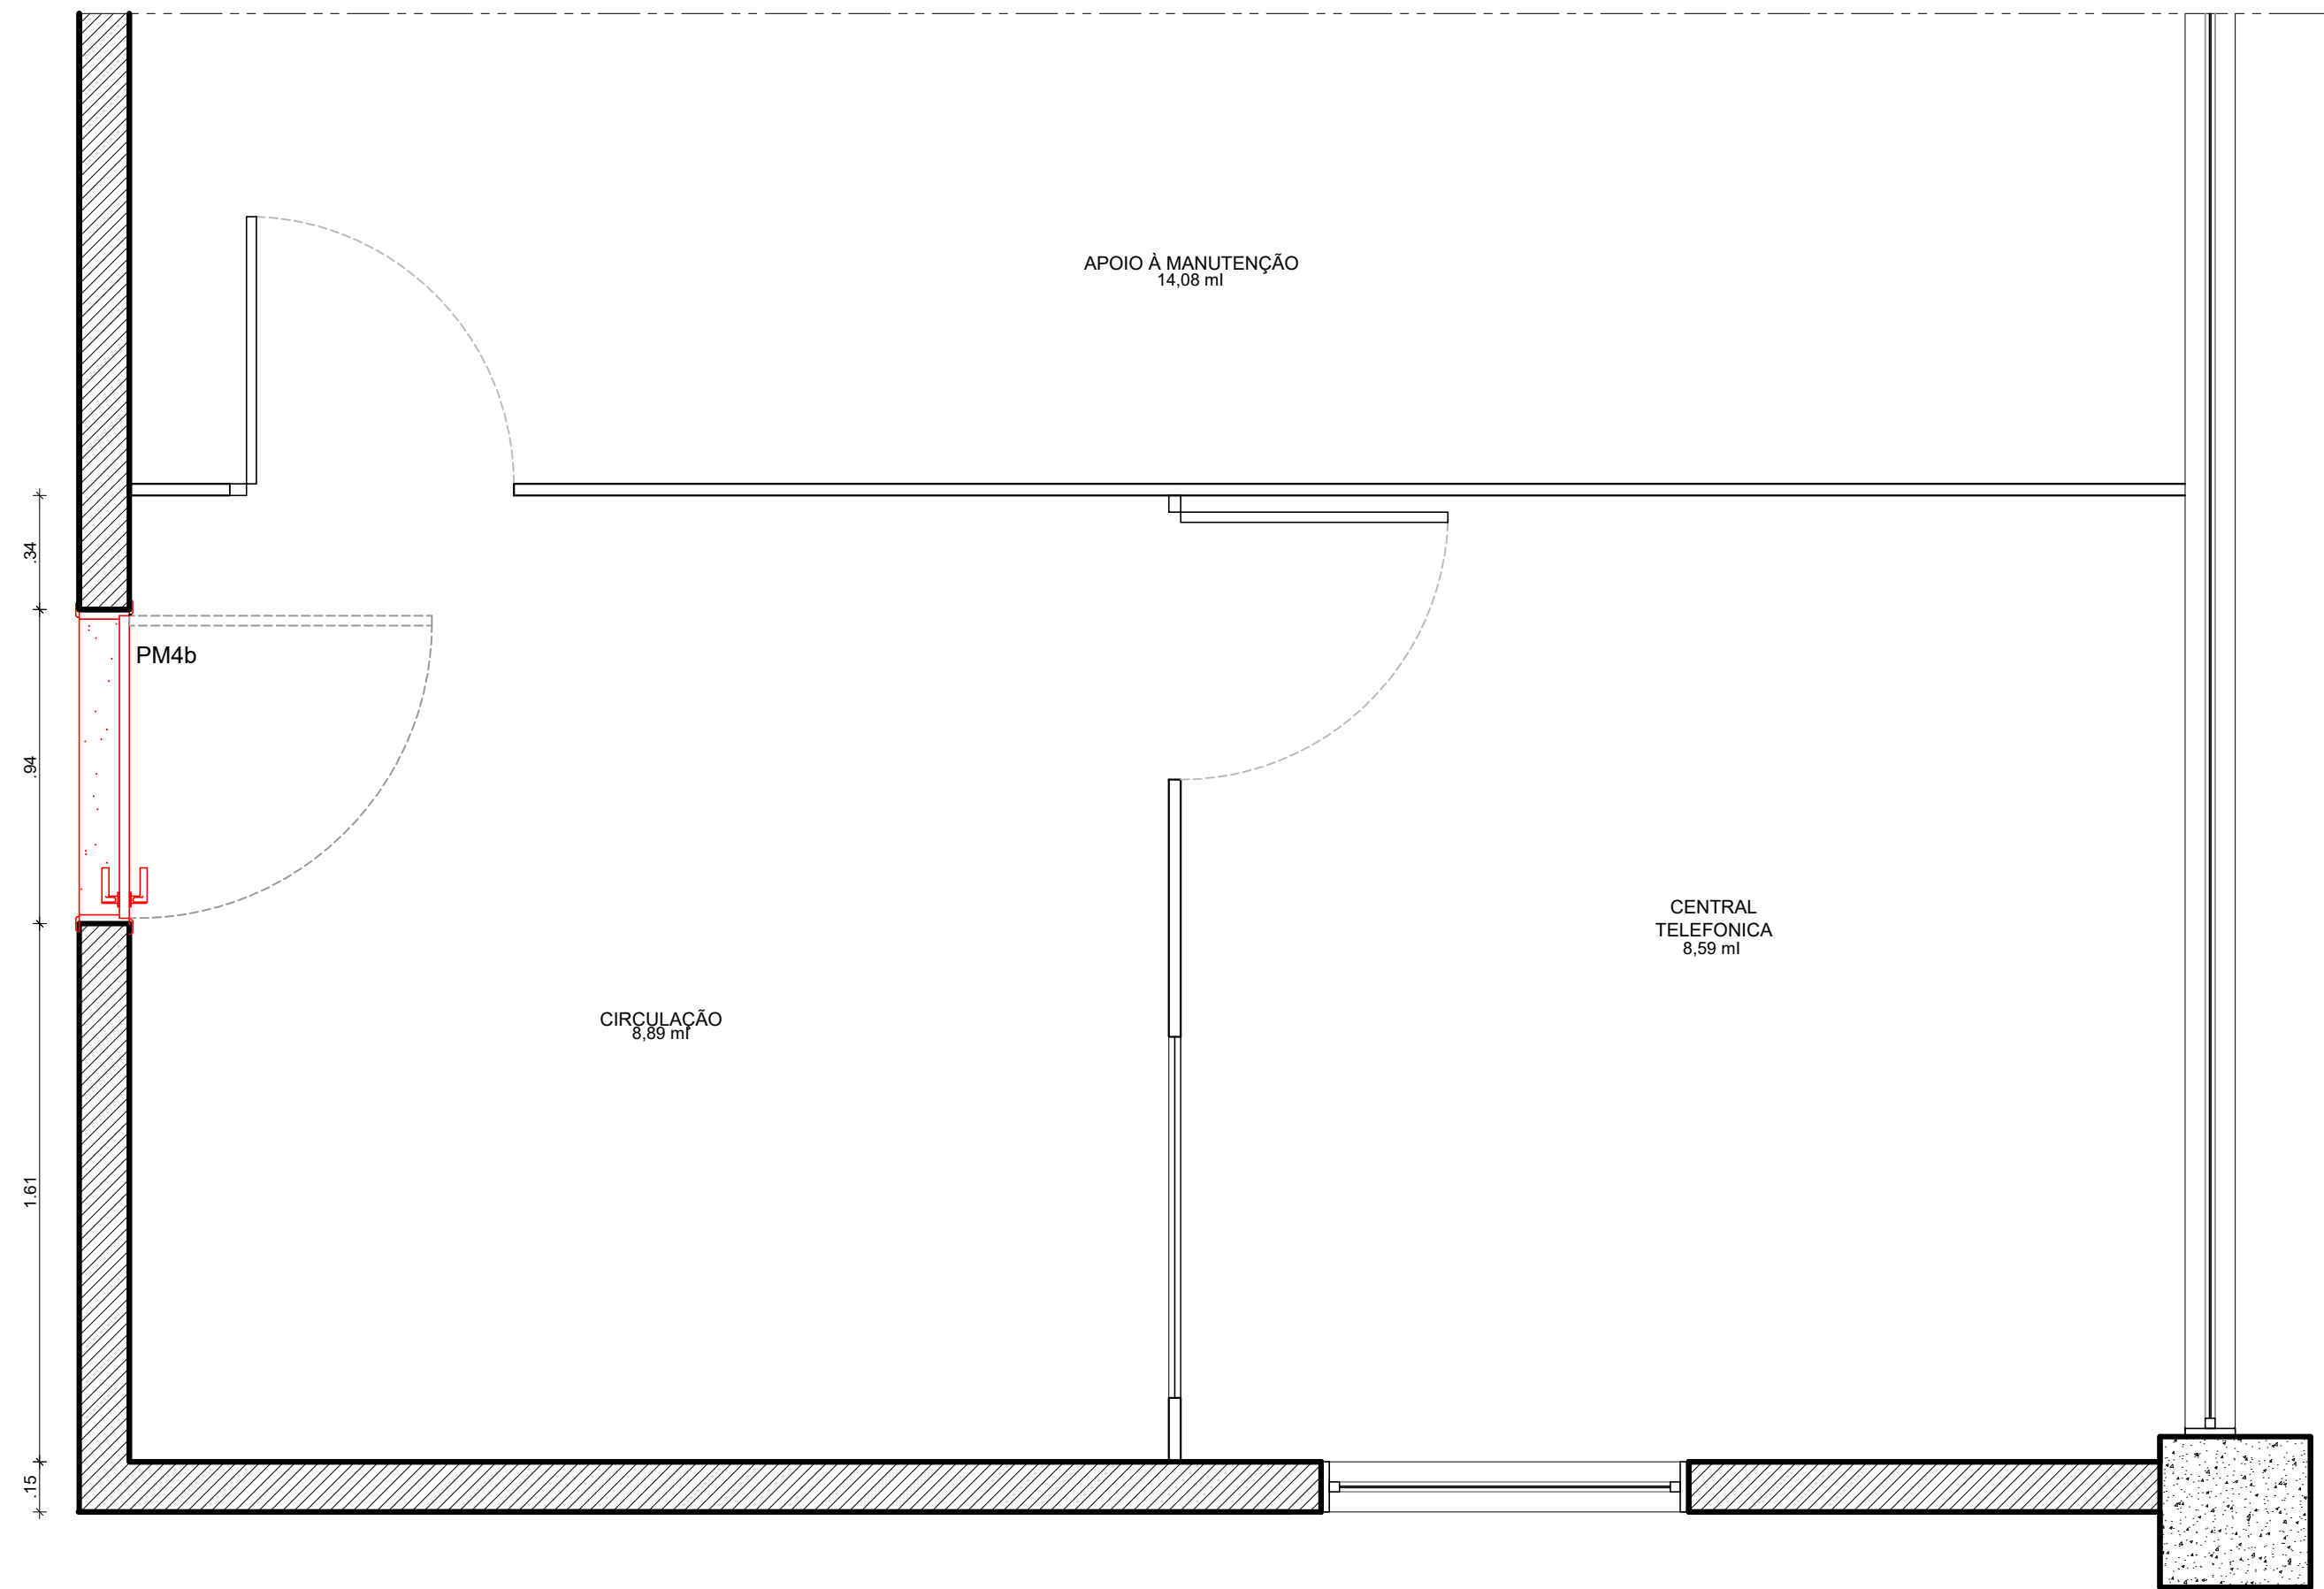 APOIO À MANUTENÇÃO
14,08 ml
.34
PM4b
.94
CENTRAL
TELEFONICA
8,59 ml
CIRCULAÇÃO
8,89 ml
1.61
.15